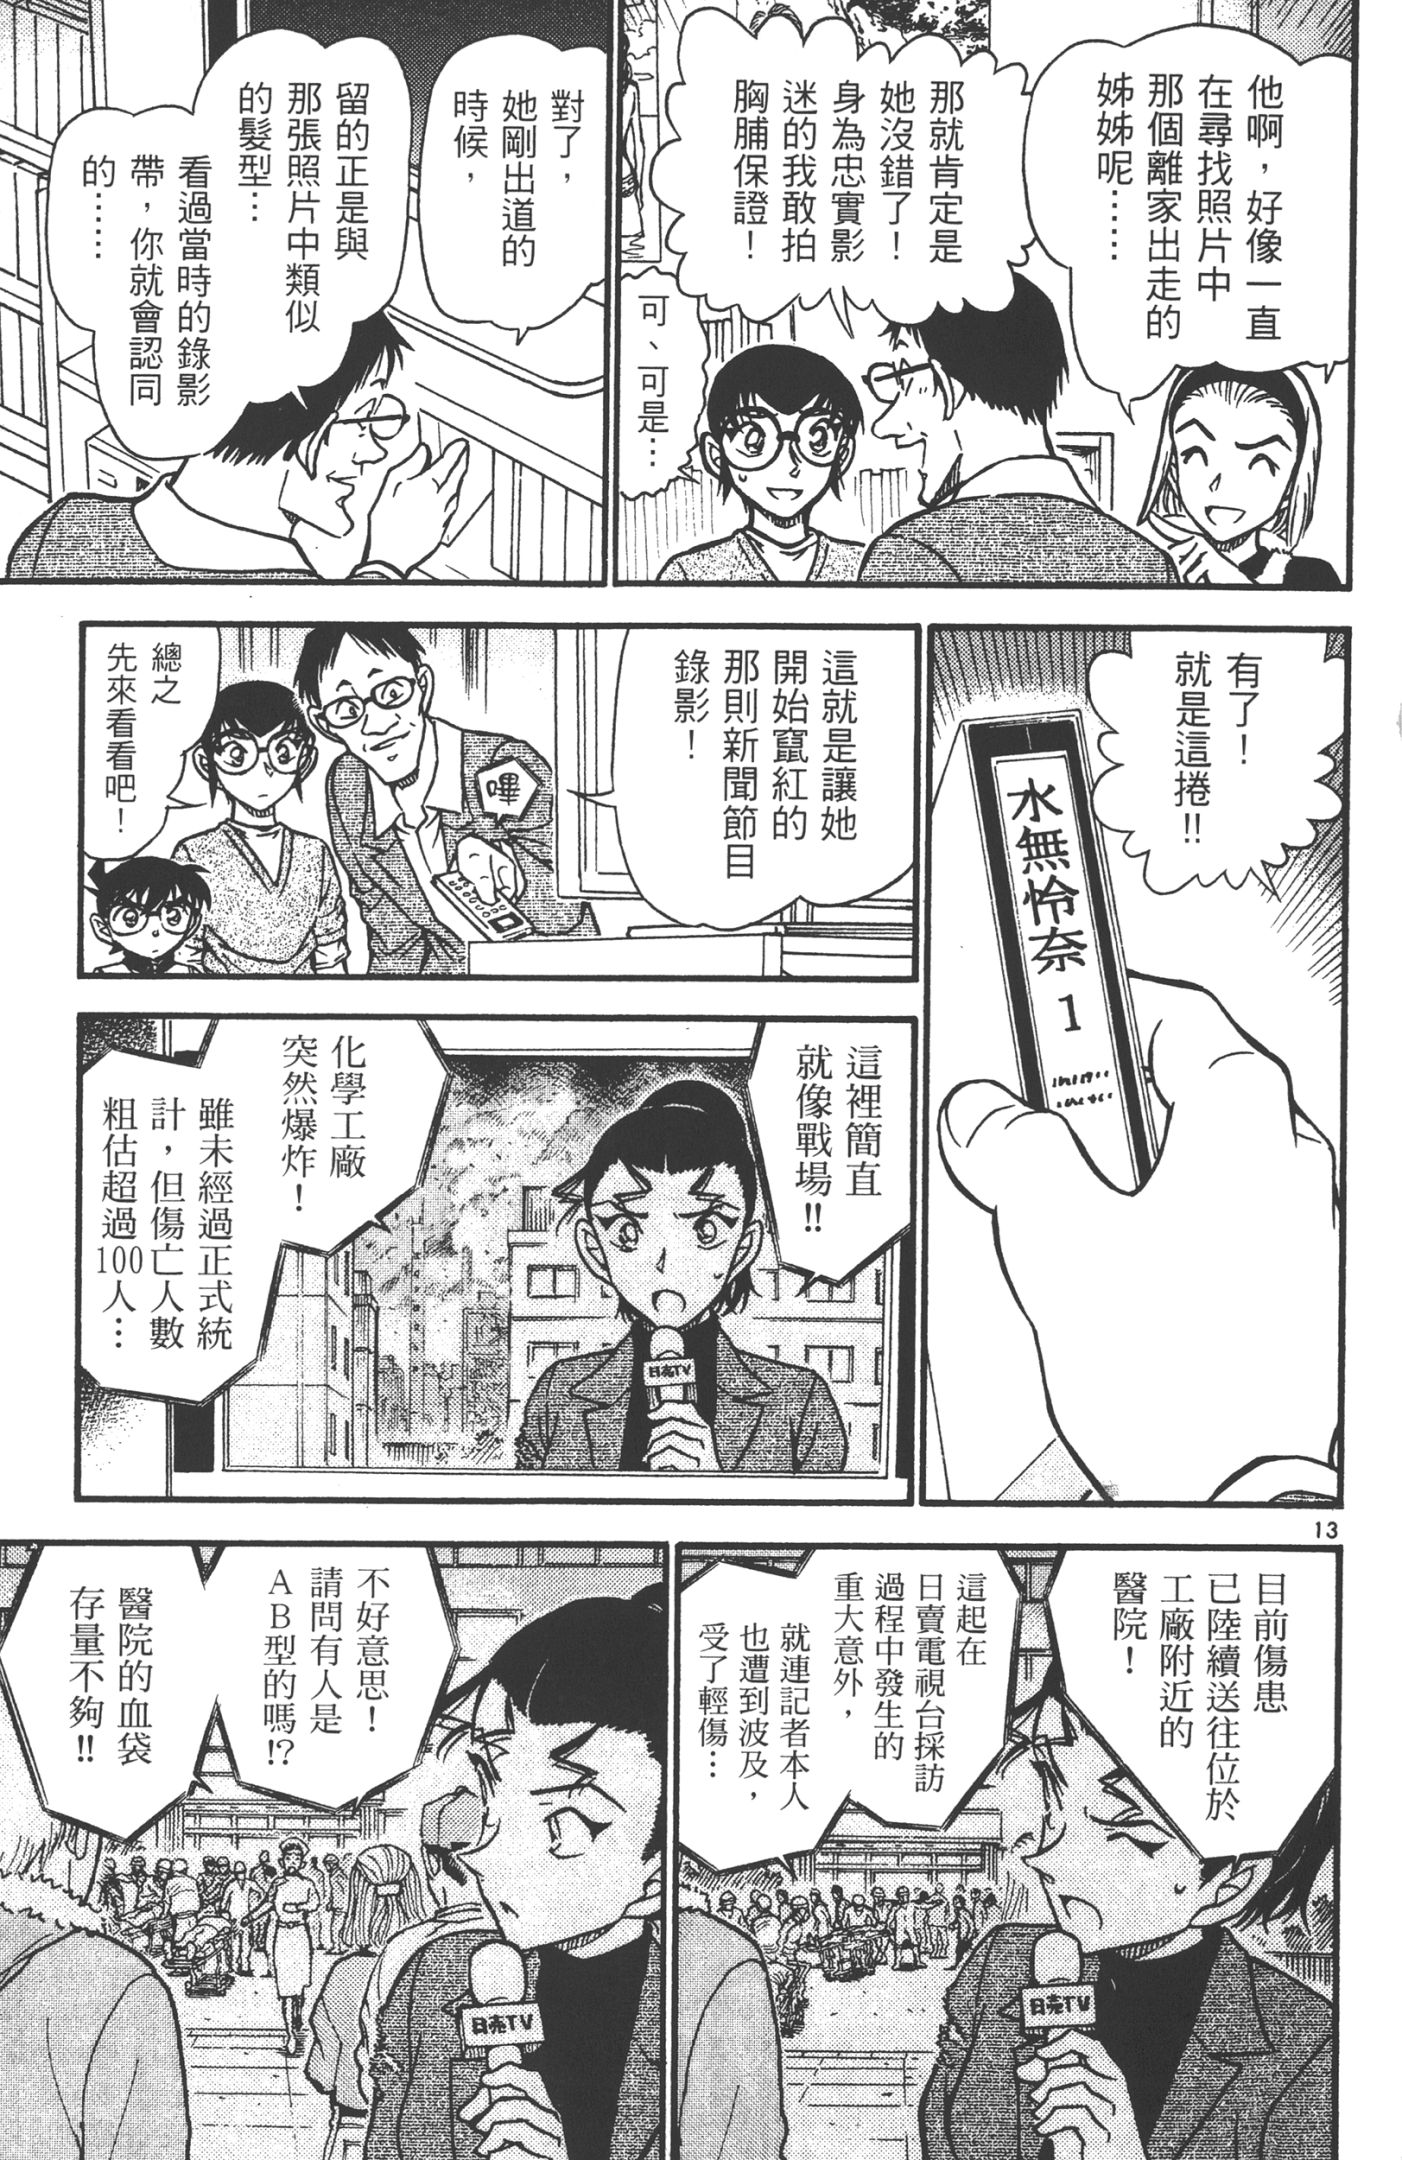 他啊，好像一直
在尋找照片中
那個離家出走的
姊姊呢……
那就肯定是
她沒錯了！
身為忠實影
迷的我敢拍
胸脯保證！
可、可是…
對了，
她剛出道的
時候，
留的正是與
那張照片中類似
的髮型…
看過當時的錄影
帶，你就會認同
的……
有了！
就是這捲!!
水無怜奈 1
這就是讓她
開始竄紅的
那則新聞節目
錄影！
嗶
總之
先來看看吧！
這裡簡直
就像戰場!!
化學工廠
突然爆炸！
雖未經過正式統
計，但傷亡人數
粗估超過100人…
日売TV
13
目前傷患
已陸續送往位於
工廠附近的
醫院！
這起在
日賣電視台採訪
過程中發生的
重大意外，
就連記者本人
也遭到波及，
受了輕傷…
日売TV
不好意思！
請問有人是
ＡＢ型的嗎!?
醫院的血袋
存量不夠!!
日売TV